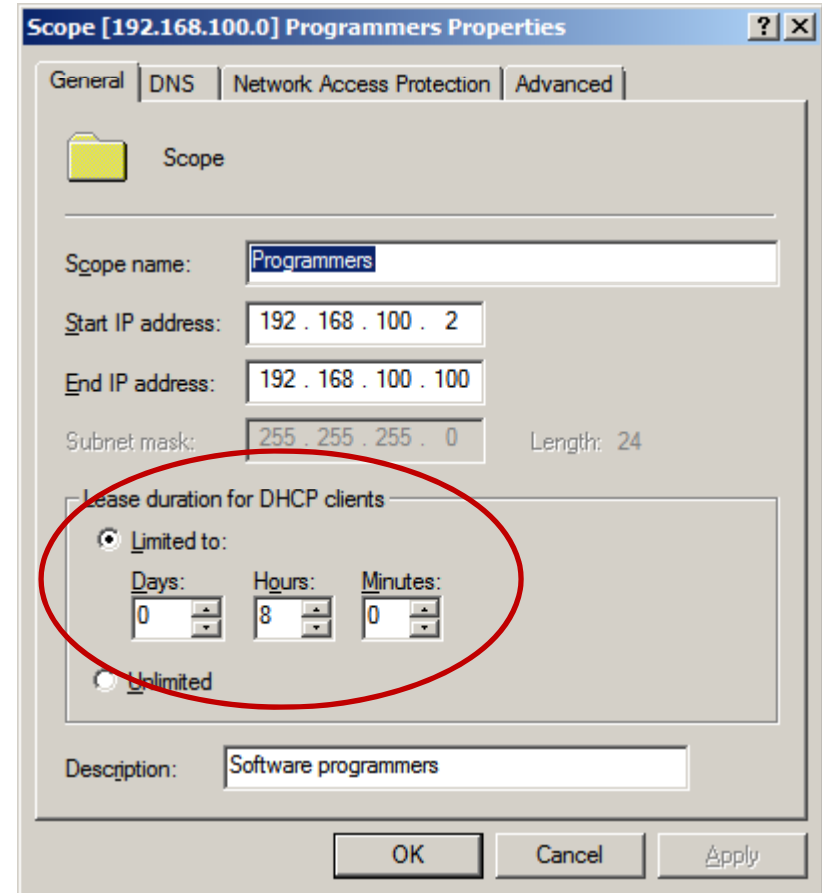 Scope [192.168.100.0] Programmers Properties ? X
General DNS Network Access Protection Advanced
Scope
Scope name: Programmers
Start IP address: 192 . 168 . 100 . 2
End IP address: 192 . 168 . 100 . 100
Subnet mask: 255 . 255 . 255 . 0 Length: 24
Lease duration for DHCP clients
Limited to:
Days: Hours: Minutes:
0 8 0
Unlimited
Description: Software programmers
OK Cancel Apply